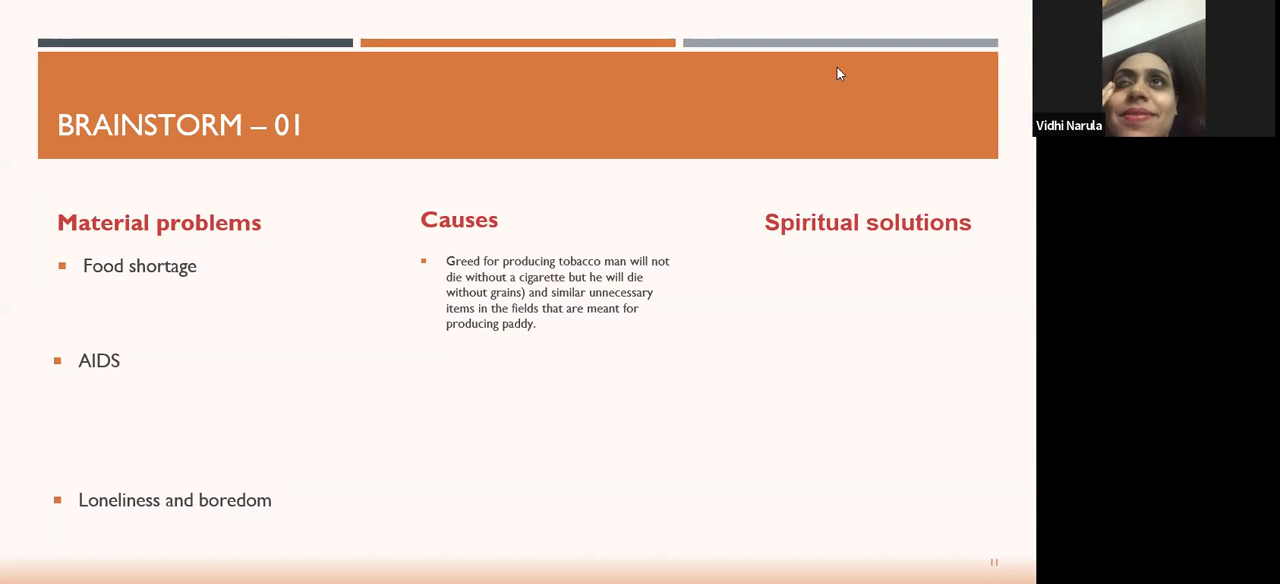 BRAINSTORM – 01
Vidhi Narula
Material problems
Food shortage
AIDS
Loneliness and boredom
Causes
Greed for producing tobacco man will not
die without a cigarette but he will die
without grains) and similar unnecessary
items in the fields that are meant for
producing paddy.
Spiritual solutions
11